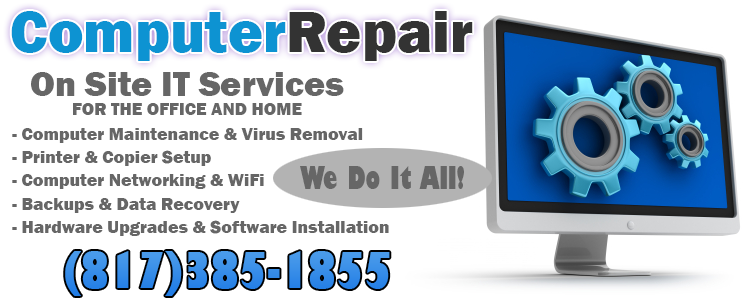 ComputerRepair
On Site IT Services
FOR THE OFFICE AND HOME
- Computer Maintenance & Virus Removal
- Printer & Copier Setup
- Computer Networking & WiFi
We Do It All!
- Backups & Data Recovery
- Hardware Upgrades & Software Installation
(817)385-1855